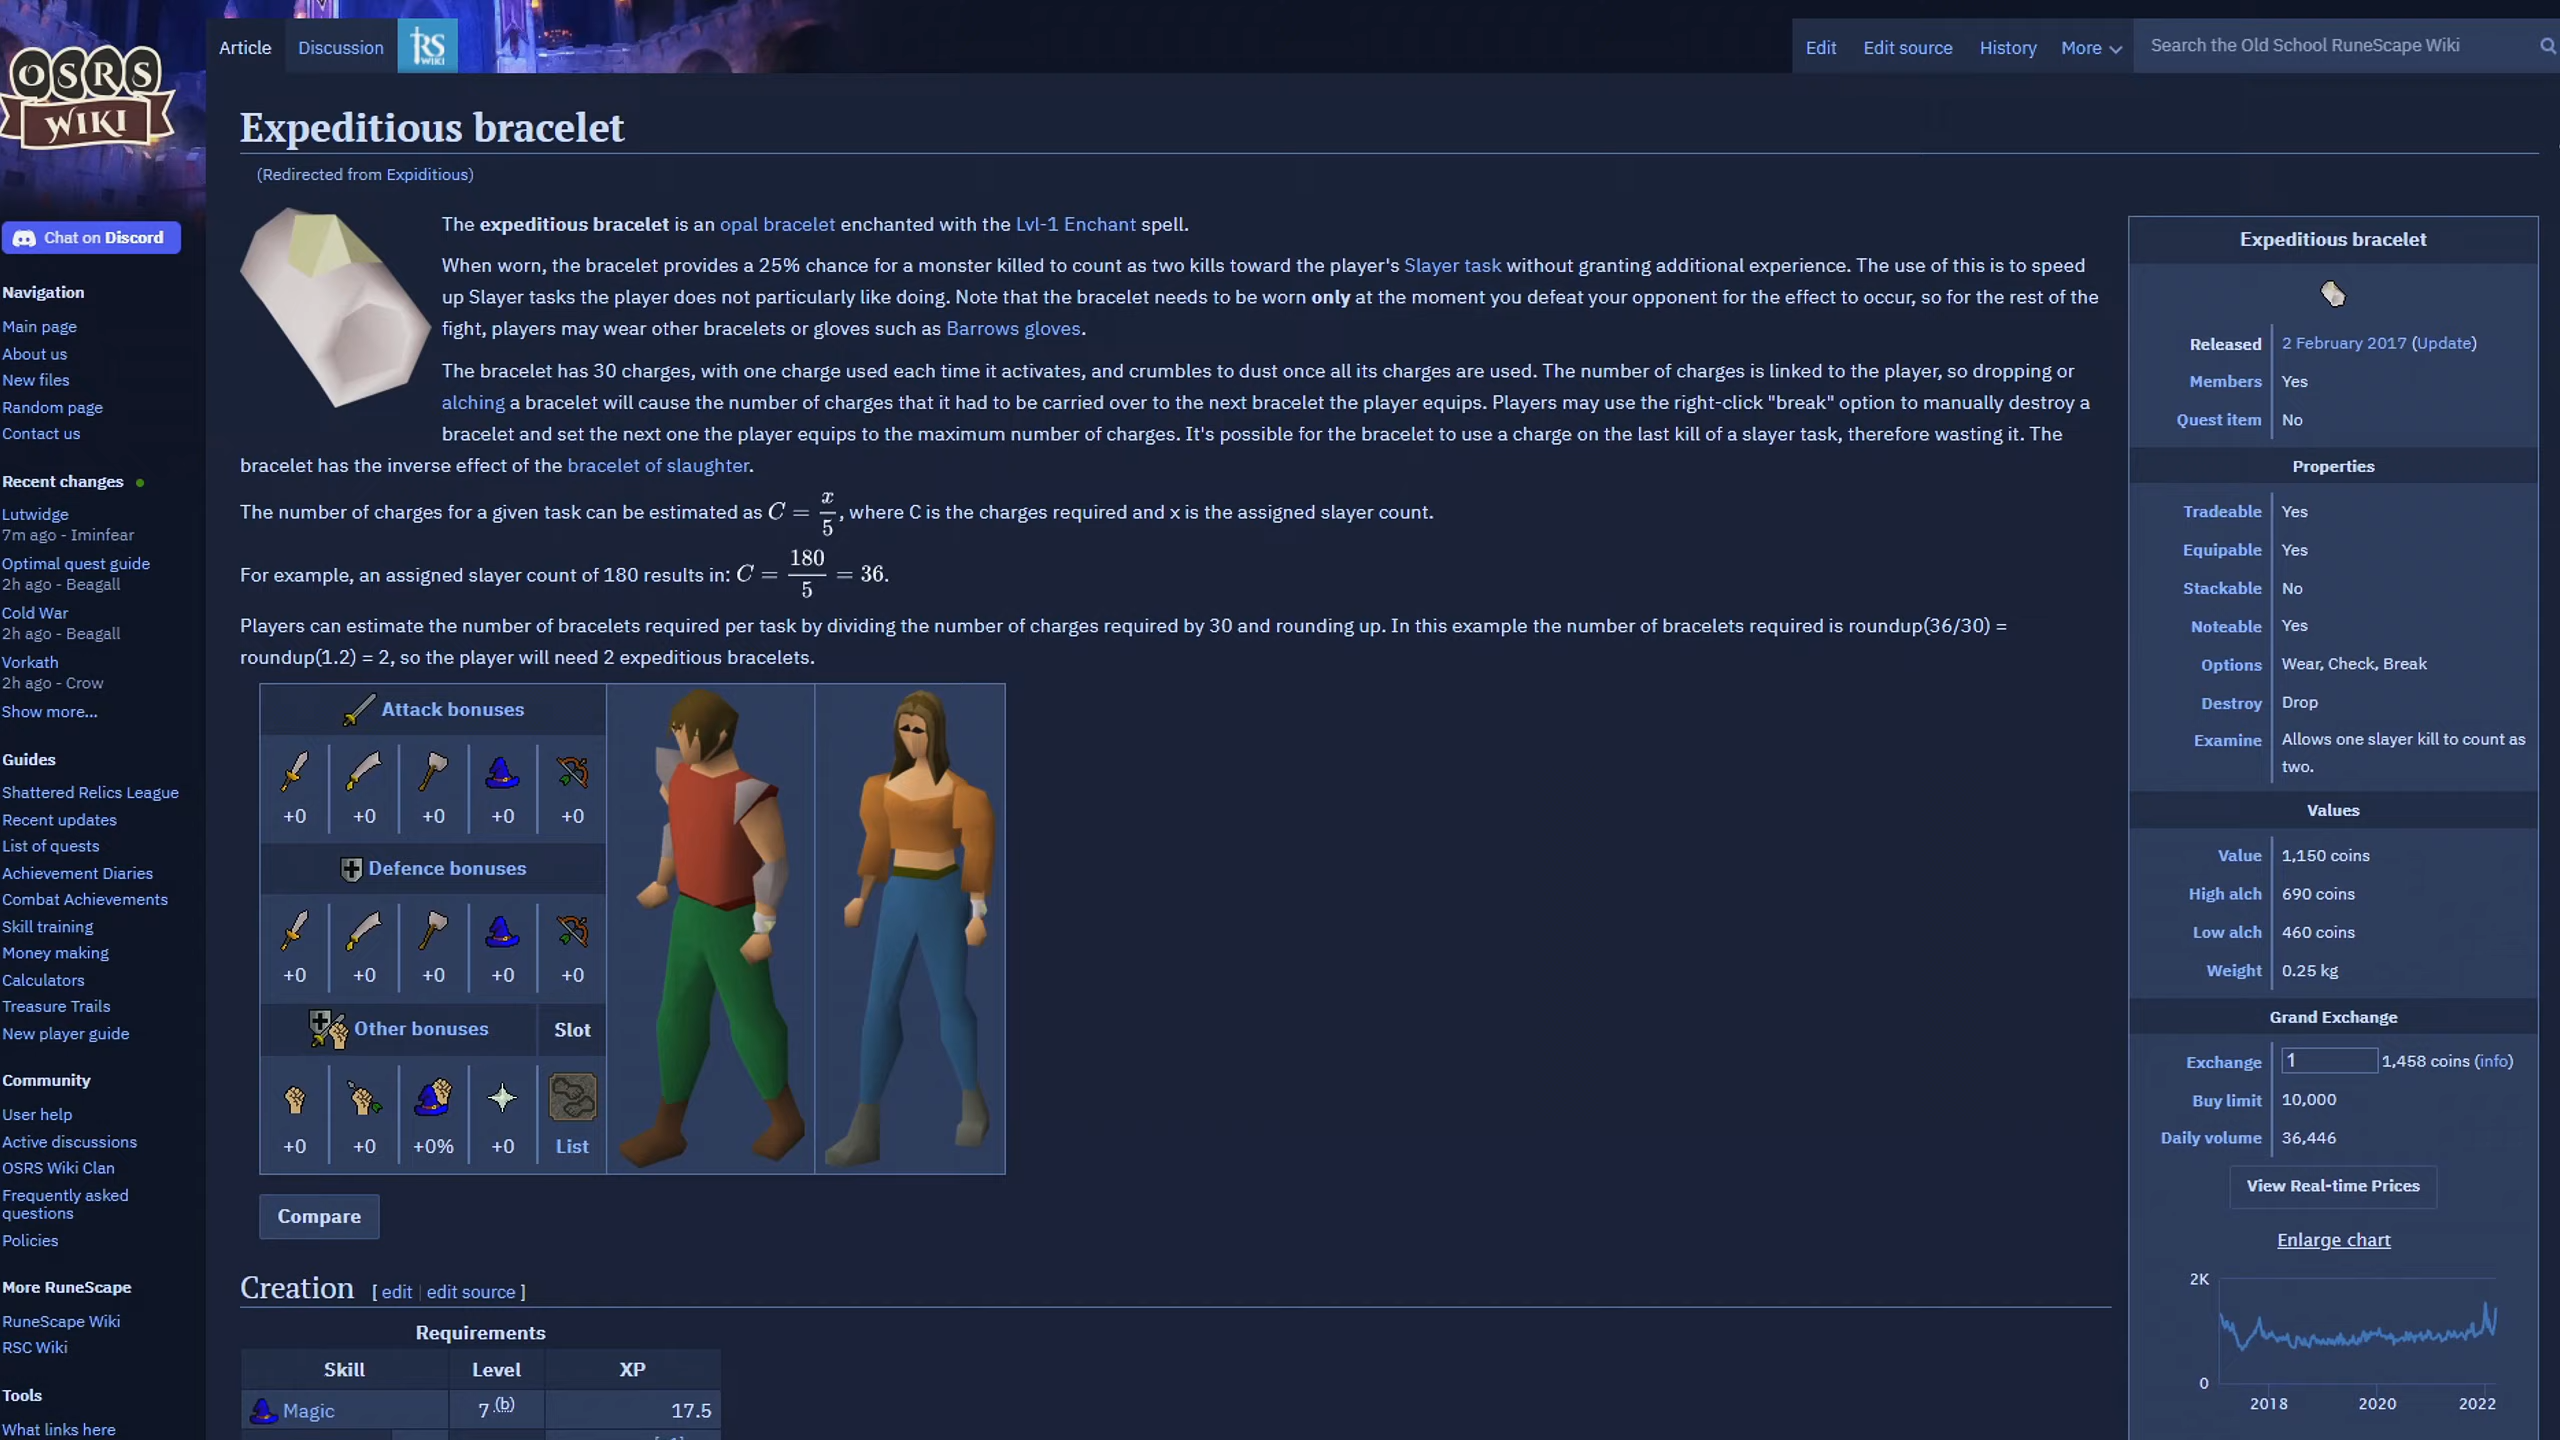 OSRS
WIKI
Article
Discussion
RS
WIKI
Edit
Edit source
History
More
Search the Old School RuneScape Wiki
Expeditious bracelet
(Redirected from Expiditious)
Chat on Discord
Navigation
Main page
About us
New files
Random page
Contact us
Recent changes
Lutwidge
7m ago - Iminfear
Optimal quest guide
2h ago - Beagall
Cold War
2h ago - Beagall
Vorkath
2h ago - Crow
Show more...
Guides
Shattered Relics League
Recent updates
List of quests
Achievement Diaries
Combat Achievements
Skill training
Money making
Calculators
Treasure Trails
New player guide
Community
User help
Active discussions
OSRS Wiki Clan
Frequently asked
questions
Policies
More RuneScape
RuneScape Wiki
RSC Wiki
Tools
What links here
The expeditious bracelet is an opal bracelet enchanted with the Lvl-1 Enchant spell.
When worn, the bracelet provides a 25% chance for a monster killed to count as two kills toward the player's Slayer task without granting additional experience. The use of this is to speed
up Slayer tasks the player does not particularly like doing. Note that the bracelet needs to be worn only at the moment you defeat your opponent for the effect to occur, so for the rest of the
fight, players may wear other bracelets or gloves such as Barrows gloves.
The bracelet has 30 charges, with one charge used each time it activates, and crumbles to dust once all its charges are used. The number of charges is linked to the player, so dropping or
alching a bracelet will cause the number of charges that it had to be carried over to the next bracelet the player equips. Players may use the right-click "break" option to manually destroy a
bracelet and set the next one the player equips to the maximum number of charges. It's possible for the bracelet to use a charge on the last kill of a slayer task, therefore wasting it. The
bracelet has the inverse effect of the bracelet of slaughter.
The number of charges for a given task can be estimated as C = x/5, where C is the charges required and x is the assigned slayer count.
For example, an assigned slayer count of 180 results in: C = 180/5 = 36.
Players can estimate the number of bracelets required per task by dividing the number of charges required by 30 and rounding up. In this example the number of bracelets required is roundup(36/30) =
roundup(1.2) = 2, so the player will need 2 expeditious bracelets.
Attack bonuses
+0 +0 +0 +0 +0
Defence bonuses
+0 +0 +0 +0 +0
Other bonuses Slot
+0 +0 +0% +0 List
Compare
Creation [ edit | edit source ]
Requirements
Skill Level XP
Magic 7 (b) 17.5
Expeditious bracelet
Released 2 February 2017 (Update)
Members Yes
Quest item No
Properties
Tradeable Yes
Equipable Yes
Stackable No
Noteable Yes
Options Wear, Check, Break
Destroy Drop
Examine Allows one slayer kill to count as
two.
Values
Value 1,150 coins
High alch 690 coins
Low alch 460 coins
Weight 0.25 kg
Grand Exchange
Exchange 1 1,458 coins (info)
Buy limit 10,000
Daily volume 36,446
View Real-time Prices
Enlarge chart
2K
0
2018 2020 2022